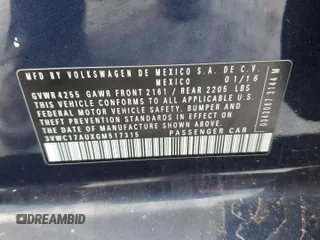 MFD BY VOLKSWAGEN DE MEXICO S.A. DE C.V.
MEXICO 01/16
GVWR 4255 GAWR FRONT 2161 / REAR 2205 LBS
THIS VEHICLE CONFORMS TO ALL APPLICABLE U.S.
FEDERAL MOTOR VEHICLE SAFETY, BUMPER AND
THEFT PREVENTION STANDARDS IN EFFECT ON THE
DATE OF MANUFACTURE SHOWN ABOVE
3VWC17AUXGM517315 PASSENGER CAR
DREAMBID